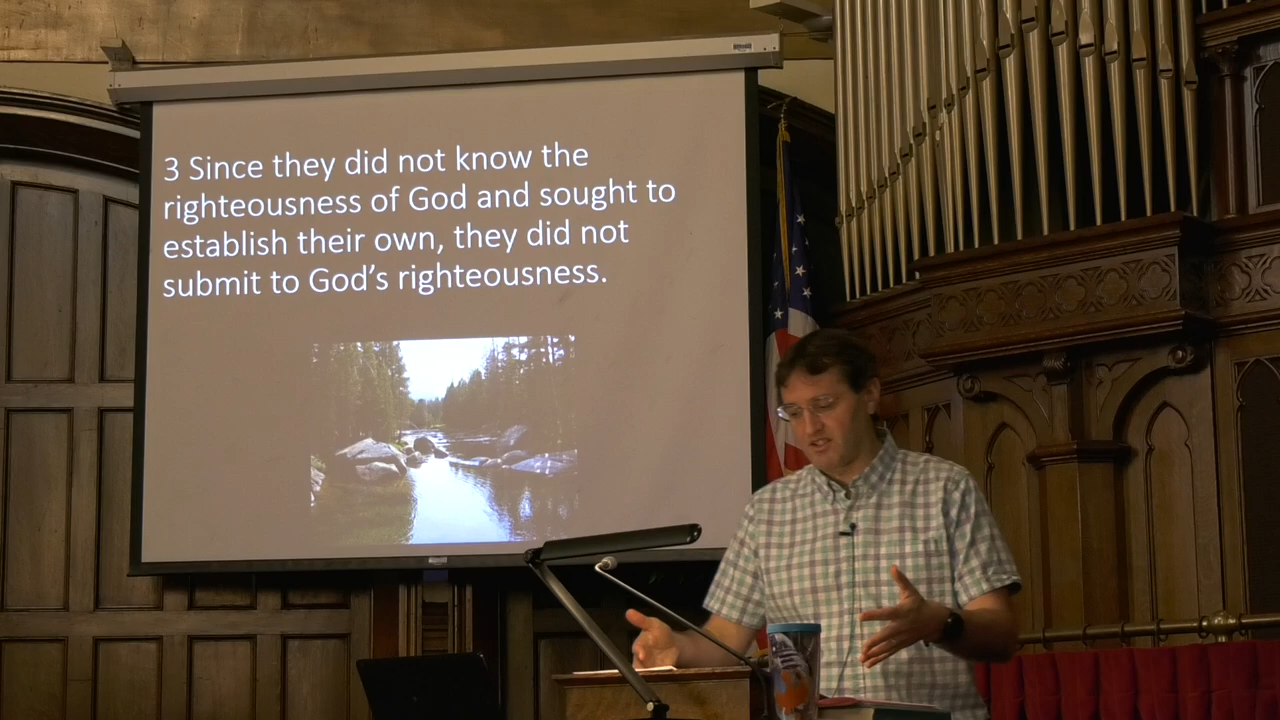 3 Since they did not know the
righteousness of God and sought to
establish their own, they did not
submit to God’s righteousness.